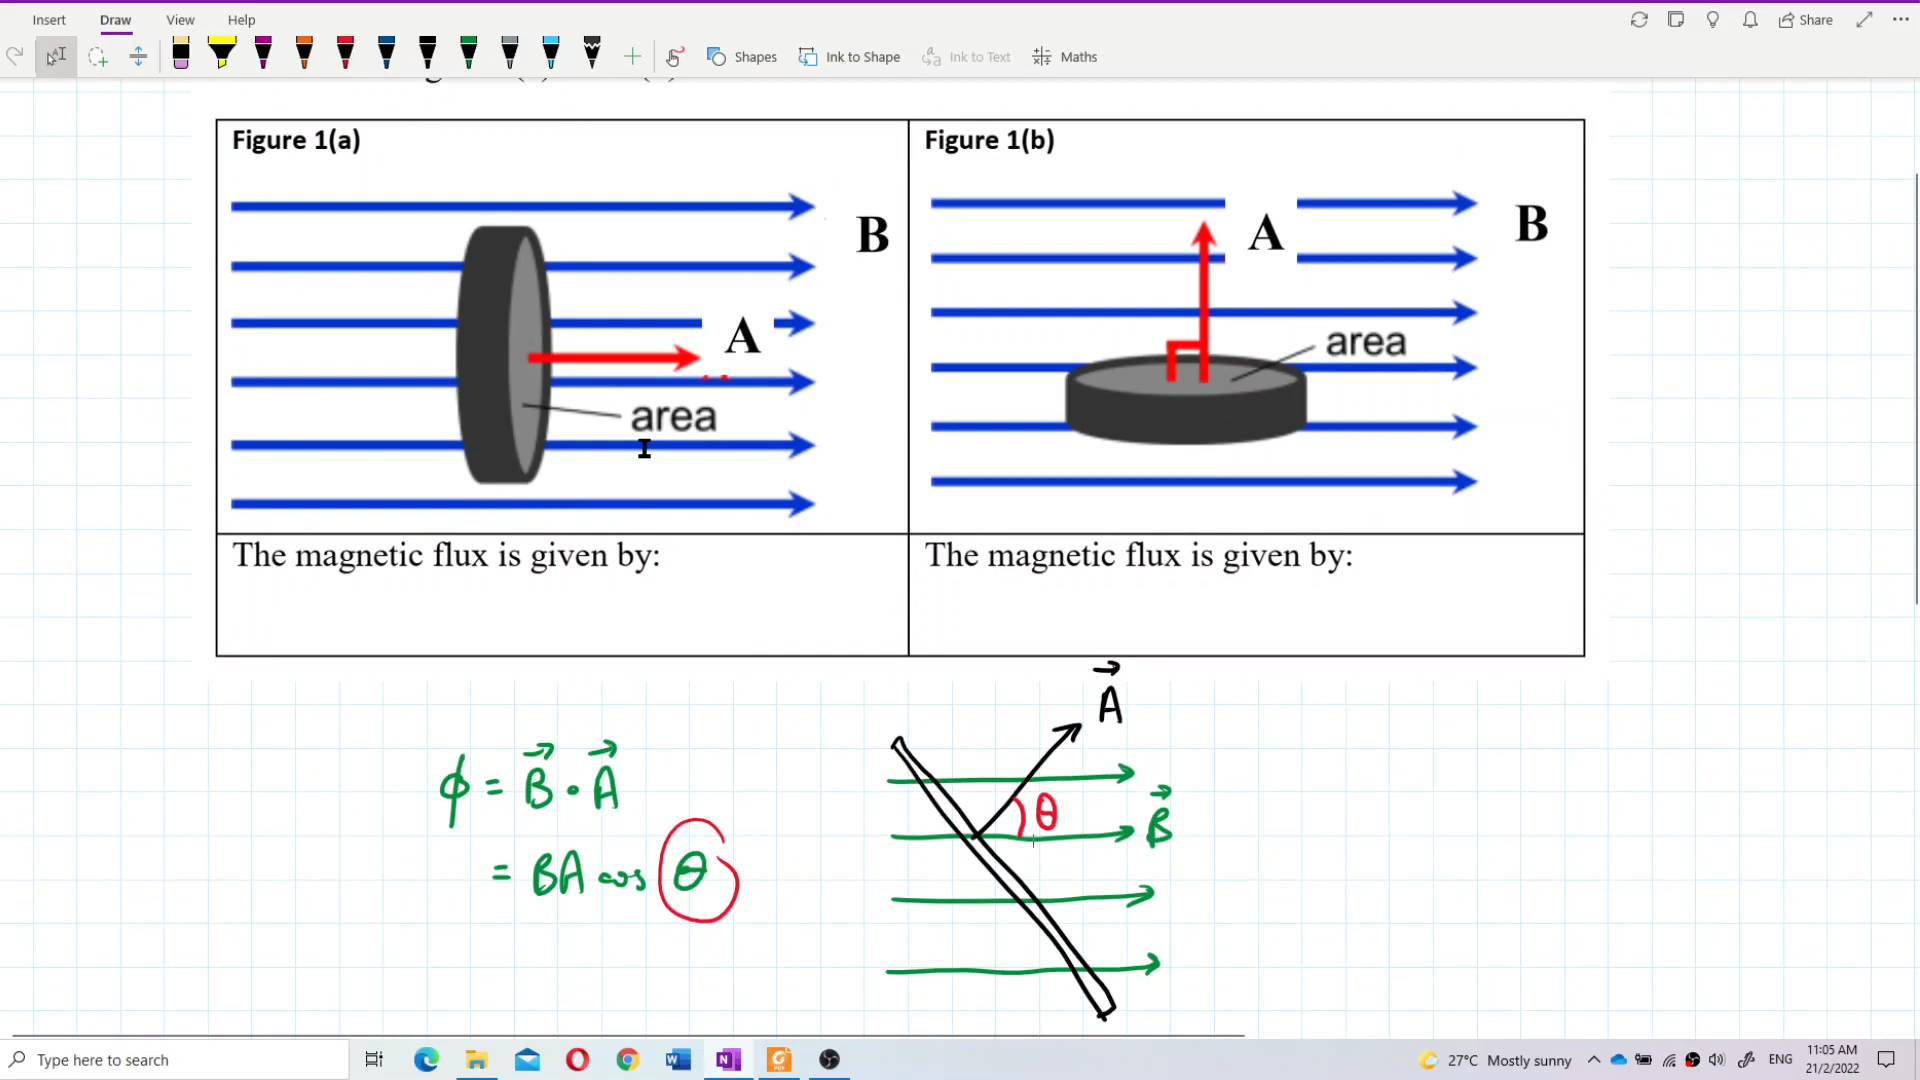 Insert Draw View Help
Share
Shapes Ink to Shape Ink to Text Maths
Figure 1(a)
B
A
area
Figure 1(b)
A
B
area
The magnetic flux is given by:
The magnetic flux is given by:
A
ϕ = B • A
θ
B
= BA cos θ
Type here to search
27°C Mostly sunny
ENG
11:05 AM
21/2/2022